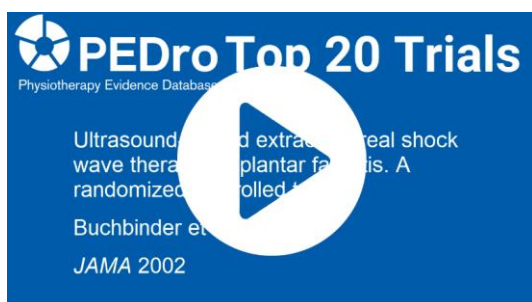 PEDro Top 20 Trials
Physiotherapy Evidence Database
Ultrasound extra real shock
wave thera plantar fa is. A
randomized rolled
Buchbinder et
JAMA 2002